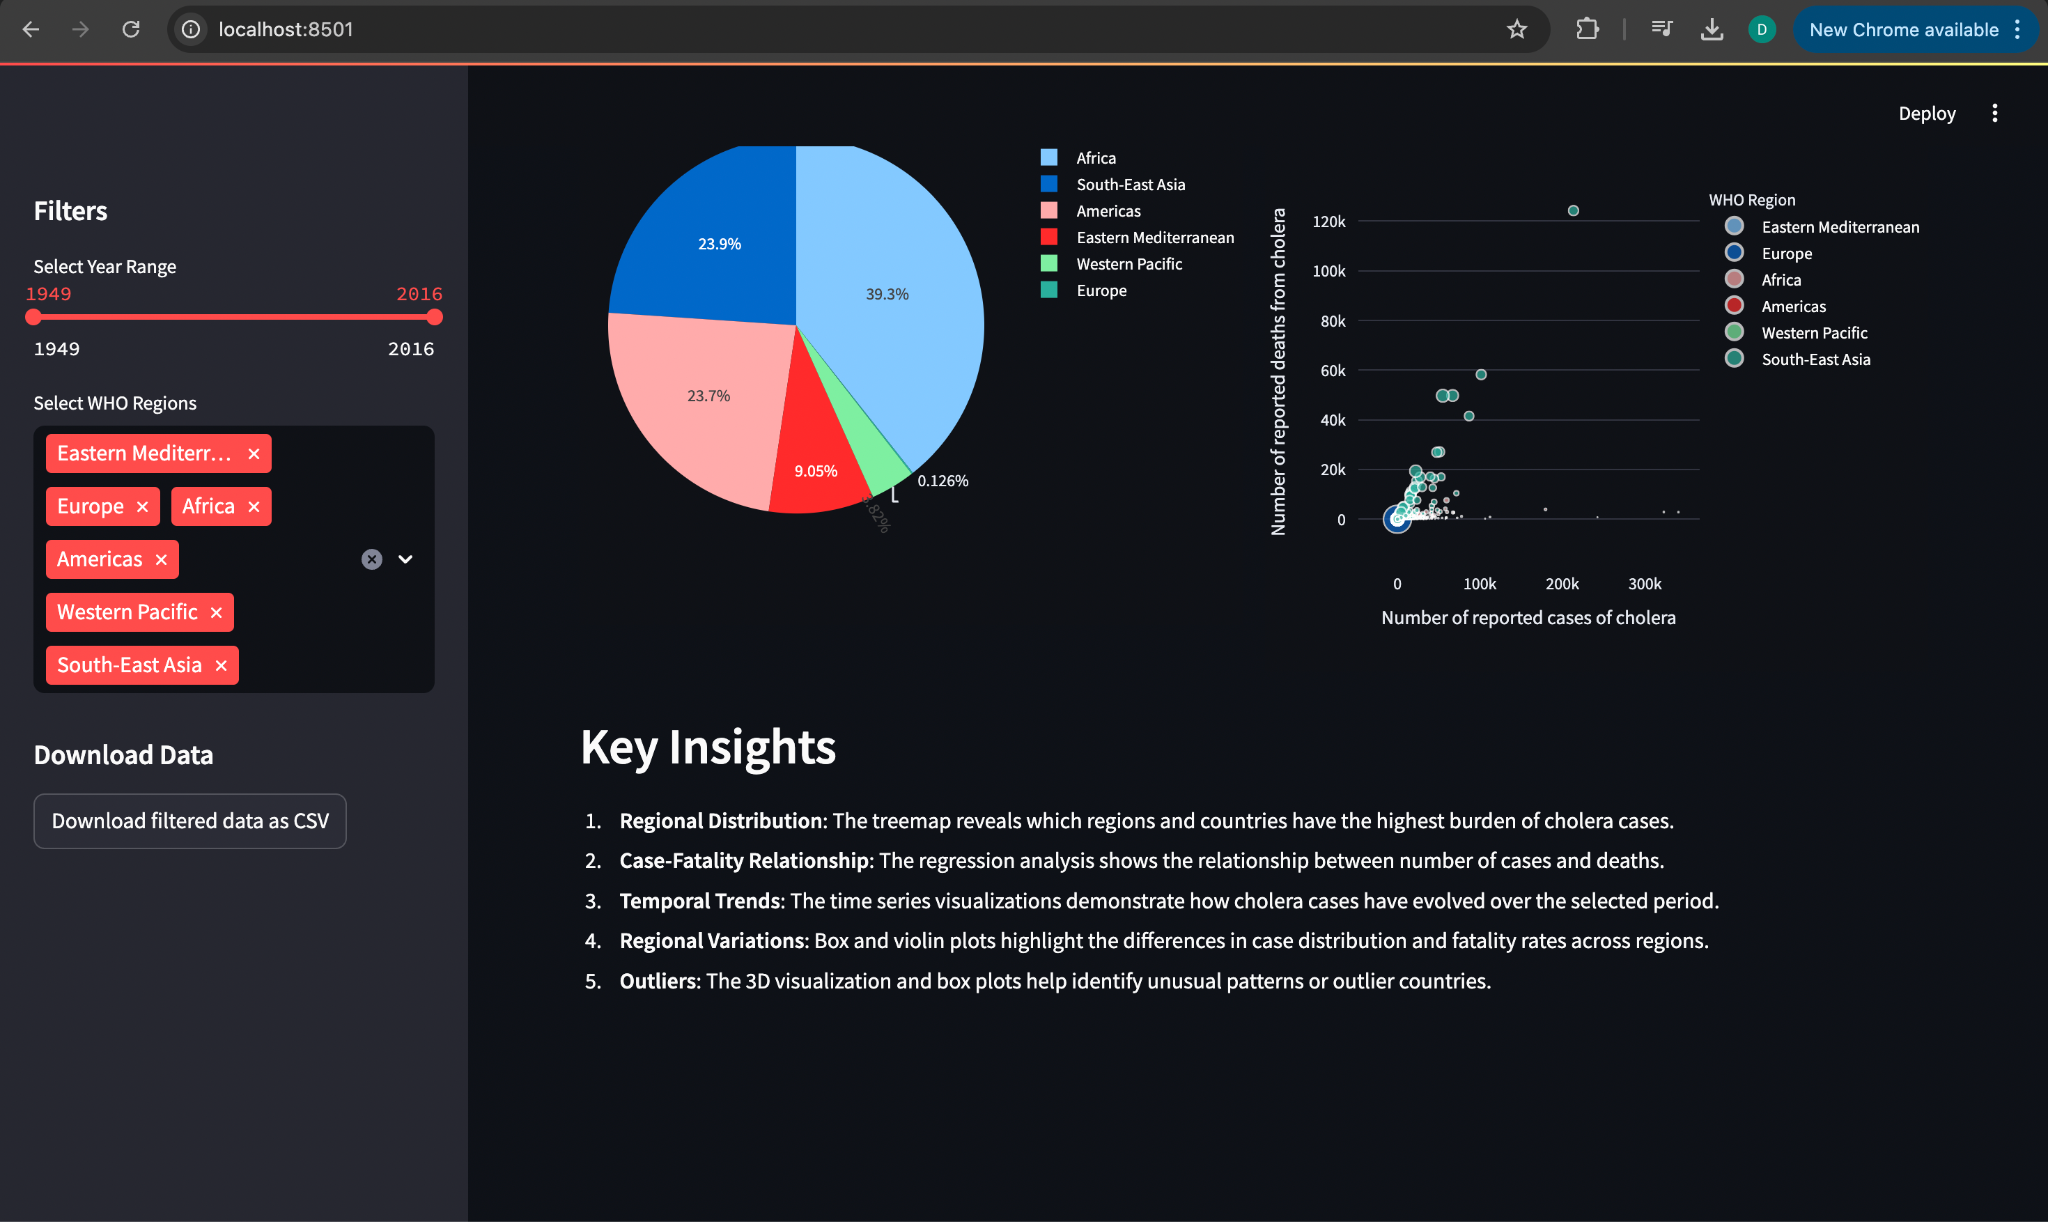 localhost:8501
D
New Chrome available
Deploy
Filters
Select Year Range
1949 2016
1949 2016
Select WHO Regions
Eastern Mediterr... ×
Europe × Africa ×
Americas ×
Western Pacific ×
South-East Asia ×
Download Data
Download filtered data as CSV
23.9%
39.3%
23.7%
9.05%
0.126%
Africa
South-East Asia
Americas
Eastern Mediterranean
Western Pacific
Europe
Number of reported deaths from cholera
120k
100k
80k
60k
40k
20k
0
0 100k 200k 300k
Number of reported cases of cholera
WHO Region
Eastern Mediterranean
Europe
Africa
Americas
Western Pacific
South-East Asia
Key Insights
1. Regional Distribution: The treemap reveals which regions and countries have the highest burden of cholera cases.
2. Case-Fatality Relationship: The regression analysis shows the relationship between number of cases and deaths.
3. Temporal Trends: The time series visualizations demonstrate how cholera cases have evolved over the selected period.
4. Regional Variations: Box and violin plots highlight the differences in case distribution and fatality rates across regions.
5. Outliers: The 3D visualization and box plots help identify unusual patterns or outlier countries.